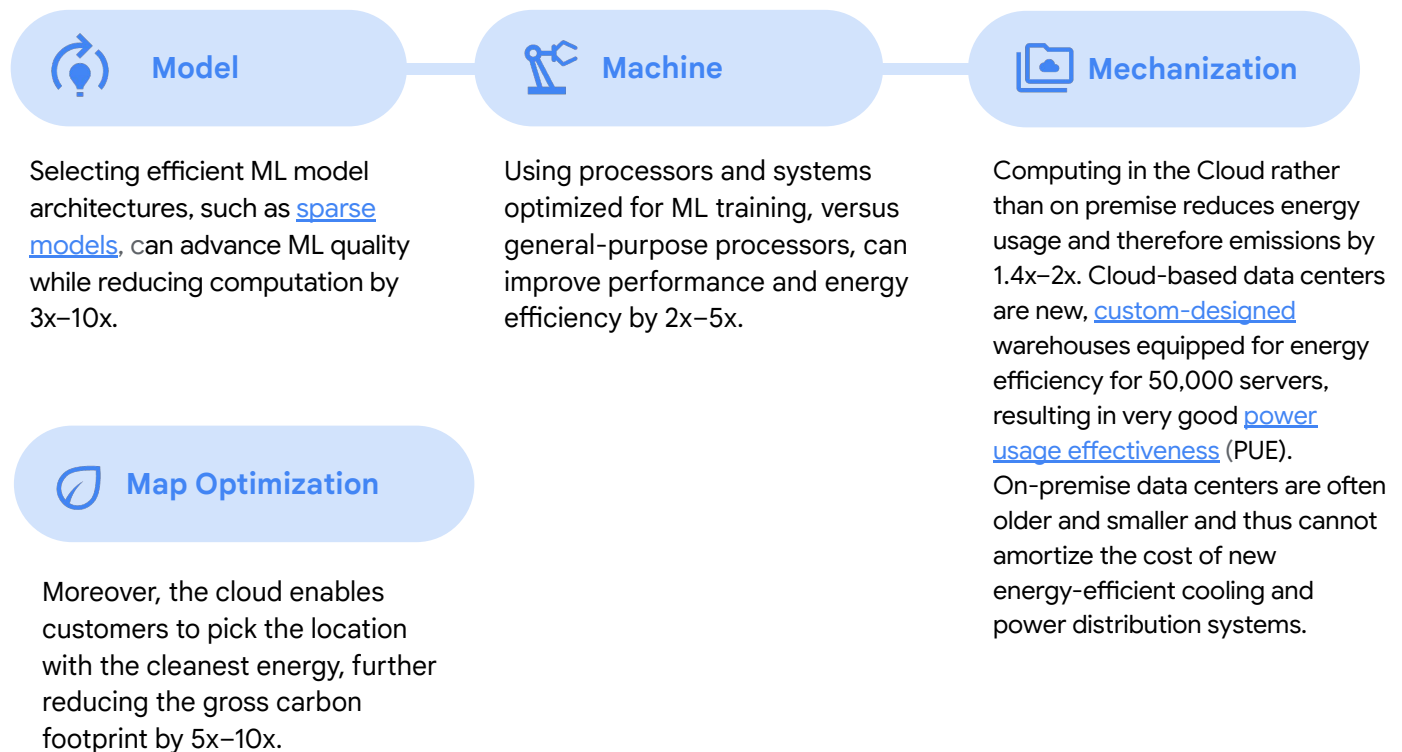 Model
Selecting efficient ML model
architectures, such as sparse
models, can advance ML quality
while reducing computation by
3x–10x.
Machine
Using processors and systems
optimized for ML training, versus
general-purpose processors, can
improve performance and energy
efficiency by 2x–5x.
Mechanization
Computing in the Cloud rather
than on premise reduces energy
usage and therefore emissions by
1.4x–2x. Cloud-based data centers
are new, custom-designed
warehouses equipped for energy
efficiency for 50,000 servers,
resulting in very good power
usage effectiveness (PUE).
On-premise data centers are often
older and smaller and thus cannot
amortize the cost of new
energy-efficient cooling and
power distribution systems.
Map Optimization
Moreover, the cloud enables
customers to pick the location
with the cleanest energy, further
reducing the gross carbon
footprint by 5x–10x.